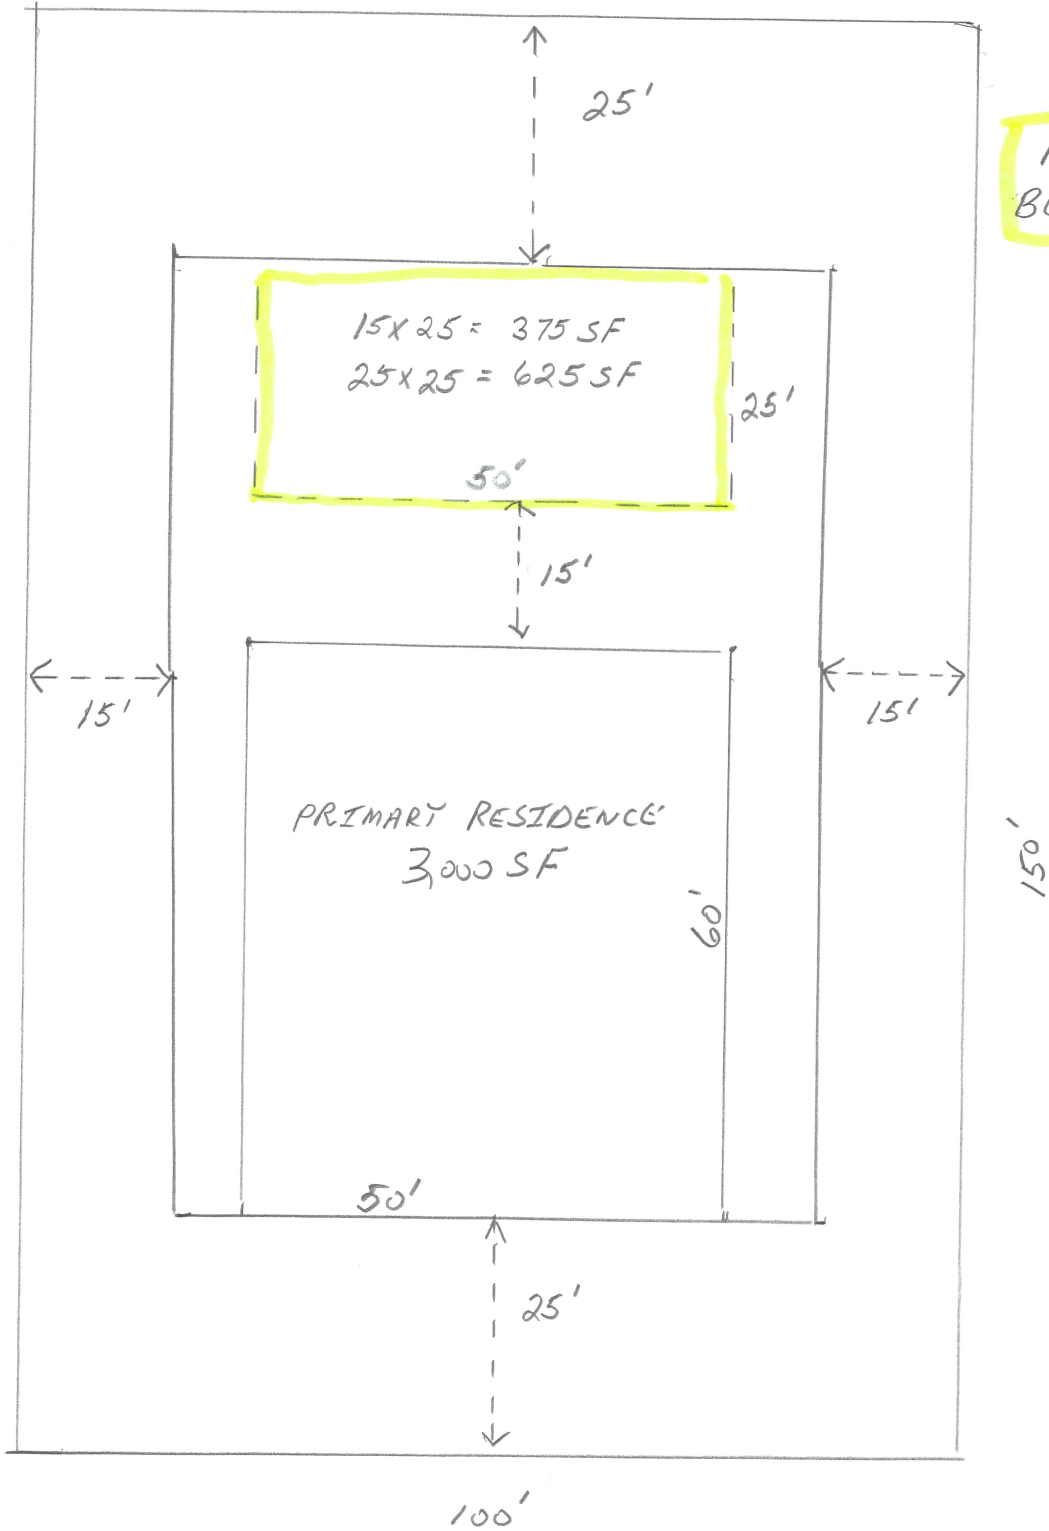 25'
15x25= 375 SF
25x25 = 625 SF
25'
50'
15'
15'
15'
PRIMARY RESIDENCE
3,000 SF
60'
150'
50'
25'
100'